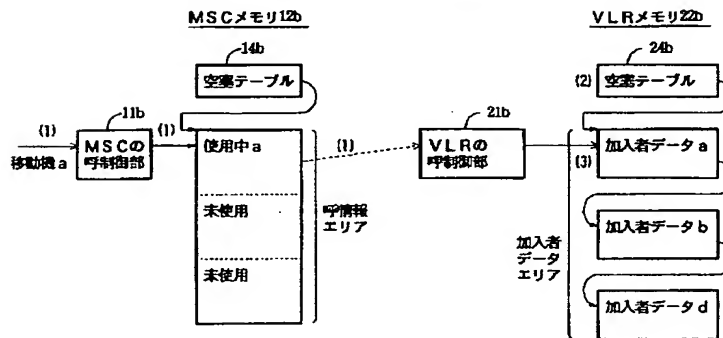 MSCメモリ12b
VLRメモリ22b
14b
24b
空塞テーブル
(2)
空塞テーブル
11b
21b
(1)
(1)
移動機a
MSCの
呼制御部
使用中a
(1)
VLRの
呼制御部
(3)
加入者データa
未使用
呼情報
エリア
未使用
加入者
データ
エリア
加入者データb
加入者データd